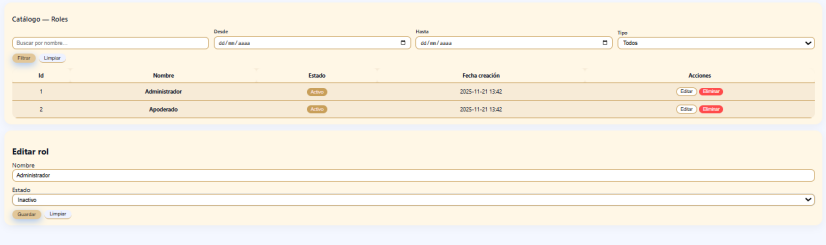 Catálogo — Roles
Desde Hasta Tipo
Buscar por nombre... dd/mm/aaaa dd/mm/aaaa Todos
Filtrar Limpiar
Id Nombre Estado Fecha creación Acciones
1 Administrador Activo 2025-11-21 13:42 Editar Eliminar
2 Apoderado Activo 2025-11-21 13:42 Editar Eliminar
Editar rol
Nombre
Administrador
Estado
Inactivo
Guardar Limpiar